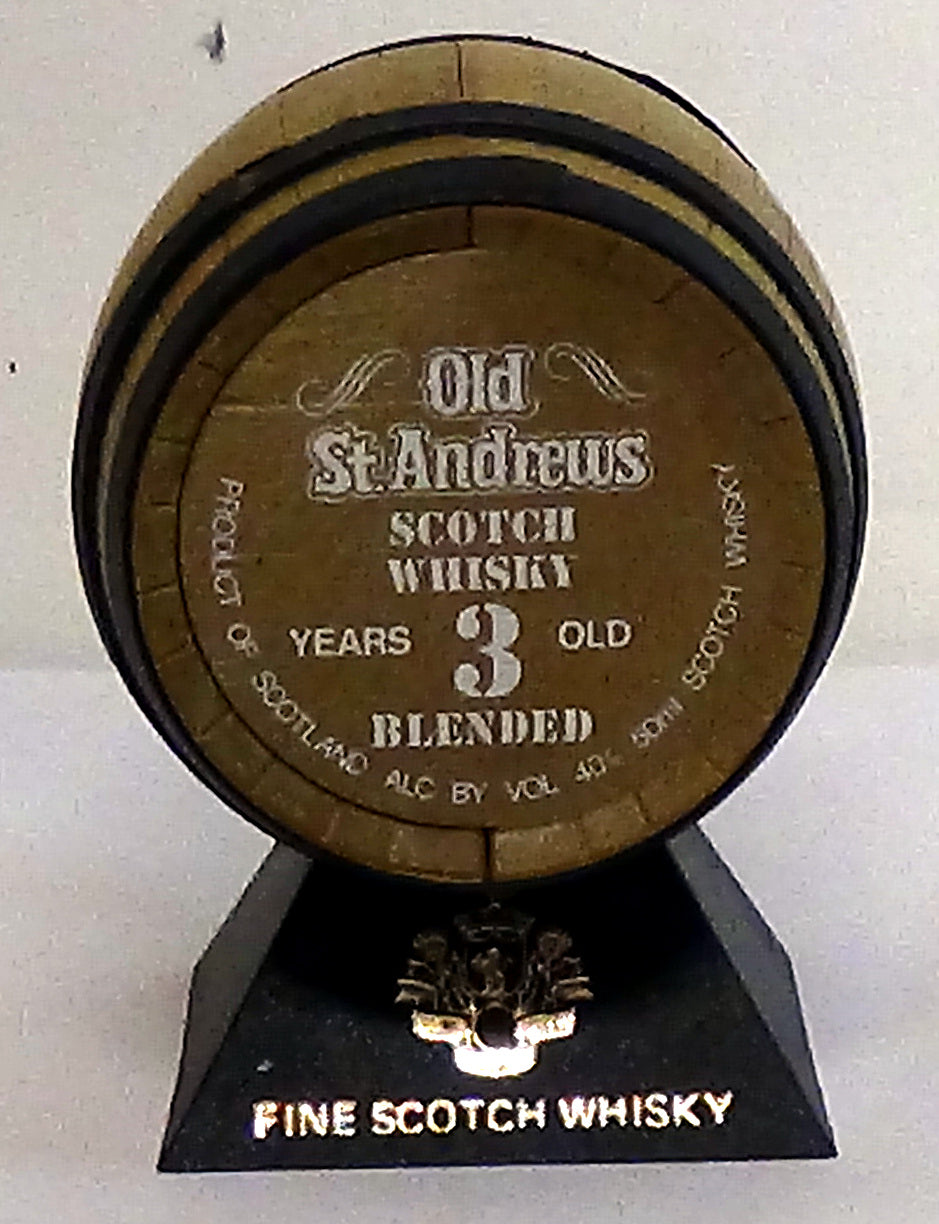 Old
St. Andrews
SCOTCH
WHISKY
YEARS 3 OLD
BLENDED
PRODUCT OF SCOTLAND ALC BY VOL 40% 50ml SCOTCH WHISKY
FINE SCOTCH WHISKY